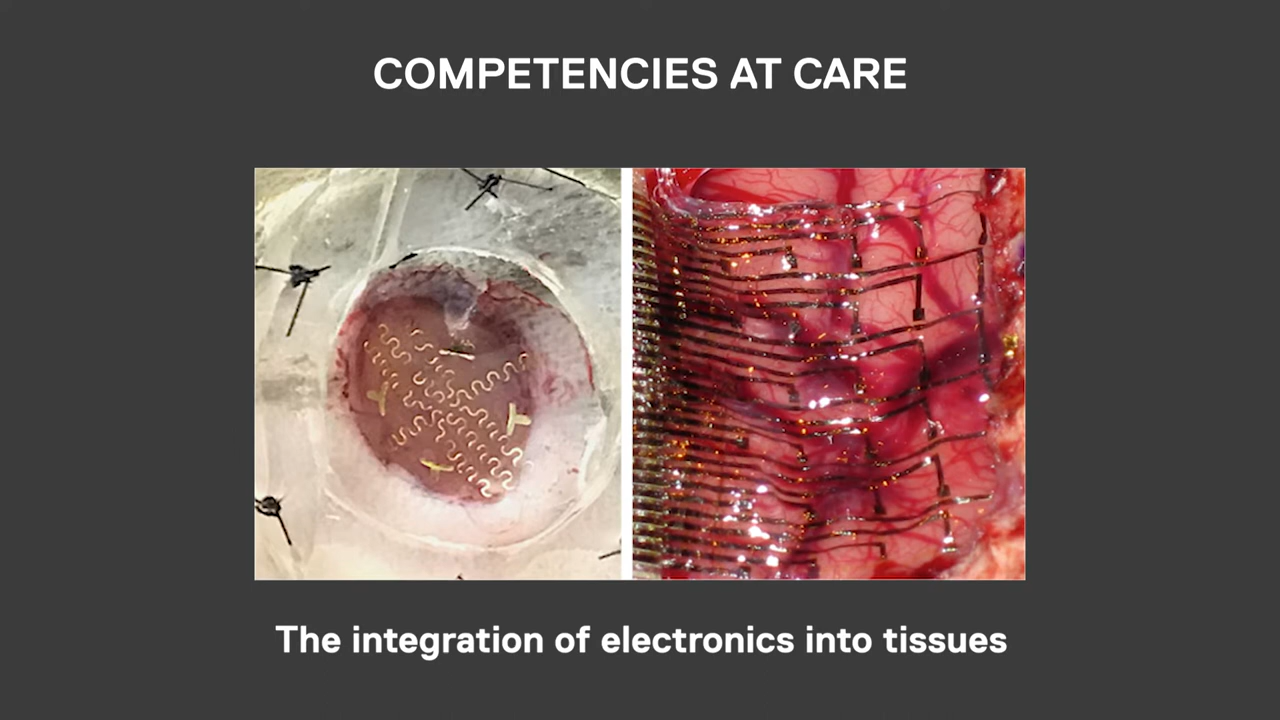 COMPETENCIES AT CARE
The integration of electronics into tissues